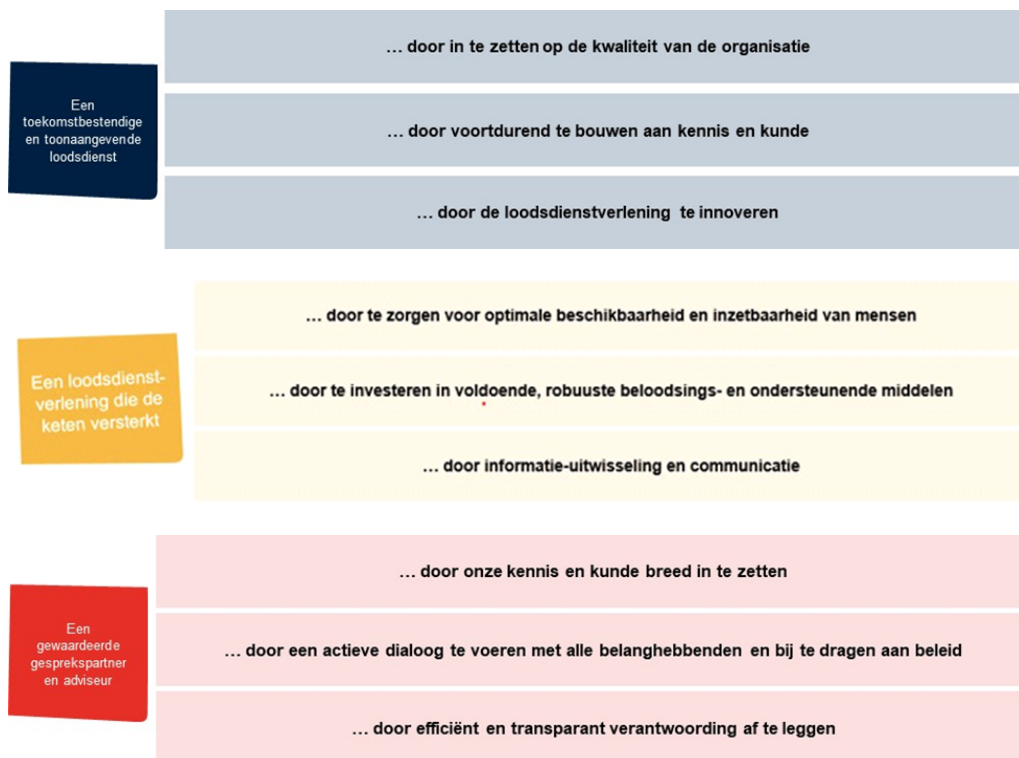 Een
toekomstbestendige
en toonaangevende
loodsdienst
… door in te zetten op de kwaliteit van de organisatie
… door voortdurend te bouwen aan kennis en kunde
… door de loodsdienstverlening te innoveren
Een loodsdienst-
verlening die de
keten versterkt
… door te zorgen voor optimale beschikbaarheid en inzetbaarheid van mensen
… door te investeren in voldoende, robuuste beloodsings- en ondersteunende middelen
… door informatie-uitwisseling en communicatie
Een
gewaardeerde
gesprekspartner
en adviseur
… door onze kennis en kunde breed in te zetten
… door een actieve dialoog te voeren met alle belanghebbenden en bij te dragen aan beleid
… door efficiënt en transparant verantwoording af te leggen